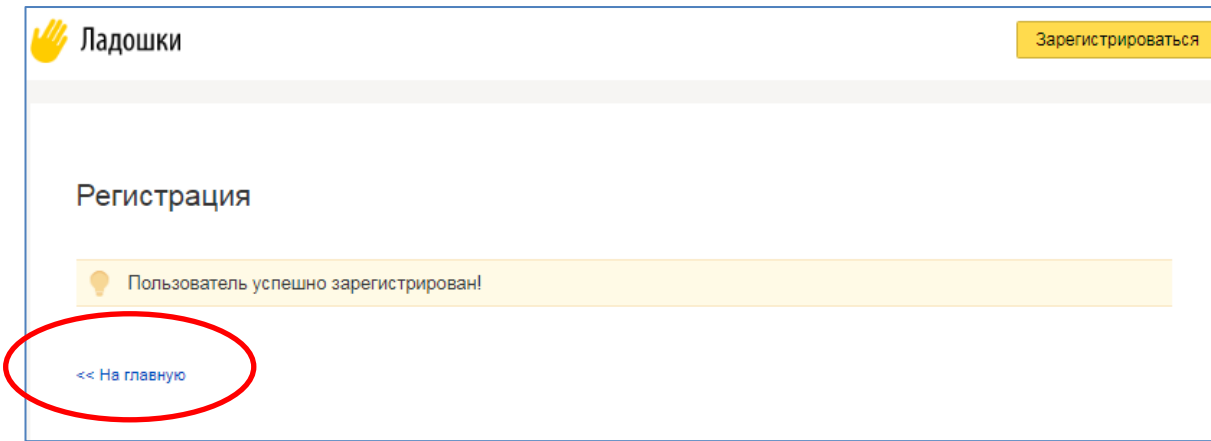 Ладошки
Зарегистрироваться
Регистрация
Пользователь успешно зарегистрирован!
<< На главную